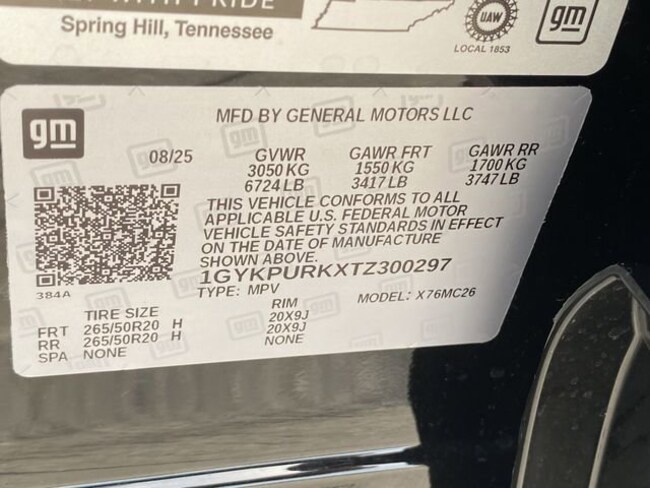 WITH PRIDE
Spring Hill, Tennessee
UAW
LOCAL 1853
gm
gm
MFD BY GENERAL MOTORS LLC
08/25 GVWR GAWR FRT GAWR RR
3050 KG 1550 KG 1700 KG
6724 LB 3417 LB 3747 LB
THIS VEHICLE CONFORMS TO ALL
APPLICABLE U.S. FEDERAL MOTOR
VEHICLE SAFETY STANDARDS IN EFFECT
ON THE DATE OF MANUFACTURE
SHOWN ABOVE.
1GYKPURKXTZ300297
TYPE: MPV MODEL: X76MC26
384A
TIRE SIZE RIM
FRT 265/50R20 H 20X9J
RR 265/50R20 H 20X9J
SPA NONE NONE